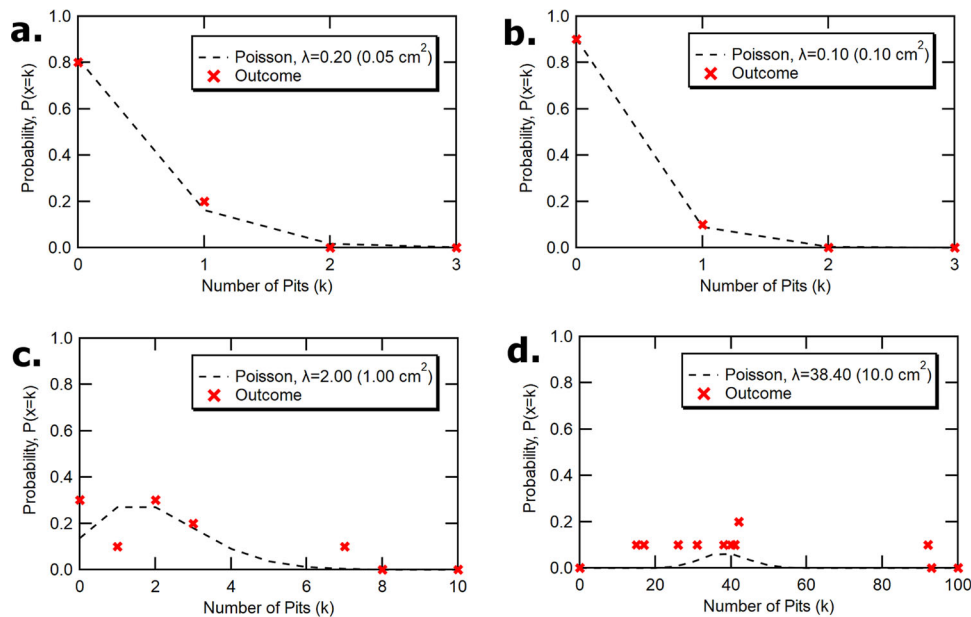 a.
1.0
0.8
0.6
0.4
0.2
0.0
Probability, P(x=k)
Poisson, λ=0.20 (0.05 cm²)
Outcome
0 1 2 3
Number of Pits (k)
b.
1.0
0.8
0.6
0.4
0.2
0.0
Probability, P(x=k)
Poisson, λ=0.10 (0.10 cm²)
Outcome
0 1 2 3
Number of Pits (k)
c.
1.0
0.8
0.6
0.4
0.2
0.0
Probability, P(x=k)
Poisson, λ=2.00 (1.00 cm²)
Outcome
0 2 4 6 8 10
Number of Pits (k)
d.
1.0
0.8
0.6
0.4
0.2
0.0
Probability, P(x=k)
Poisson, λ=38.40 (10.0 cm²)
Outcome
0 20 40 60 80 100
Number of Pits (k)